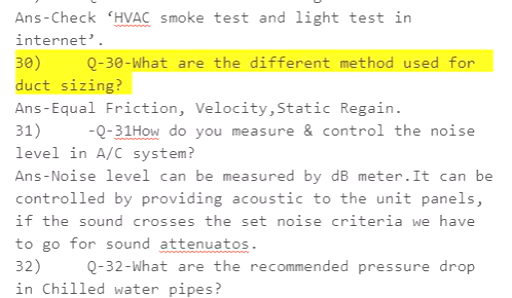 Ans-Check ‘HVAC smoke test and light test in
internet’.
30) Q-30-What are the different method used for
duct sizing?
Ans-Equal Friction, Velocity,Static Regain.
31) -Q-31How do you measure & control the noise
level in A/C system?
Ans-Noise level can be measured by dB meter.It can be
controlled by providing acoustic to the unit panels,
if the sound crosses the set noise criteria we have
to go for sound attenuatos.
32) Q-32-What are the recommended pressure drop
in Chilled water pipes?